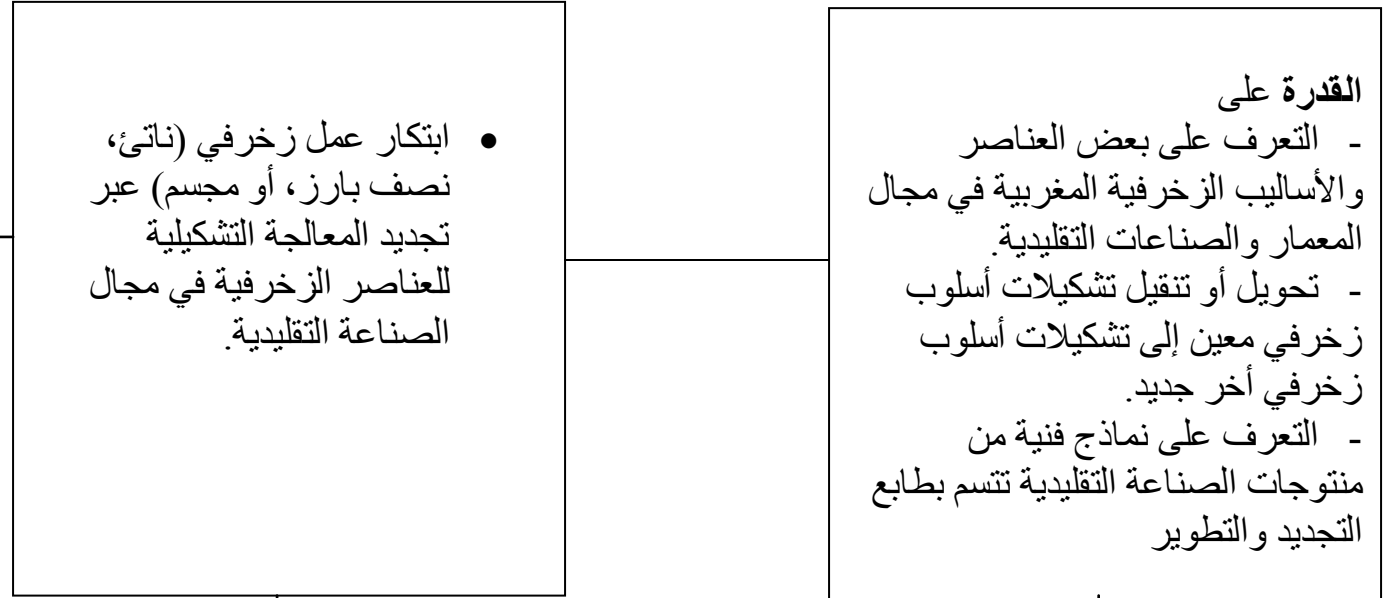 القدرة على
- التعرف على بعض العناصر
والأساليب الزخرفية المغربية في مجال
المعمار والصناعات التقليدية.
- تحويل أو تنقيل تشكيلات أسلوب
زخرفي معين إلى تشكيلات أسلوب
زخرفي أخر جديد.
- التعرف على نماذج فنية من
منتوجات الصناعة التقليدية تتسم بطابع
التجديد والتطوير
• ابتكار عمل زخرفي (ناتئ،
نصف بارز، أو مجسم) عبر
تجديد المعالجة التشكيلية
للعناصر الزخرفية في مجال
الصناعة التقليدية.